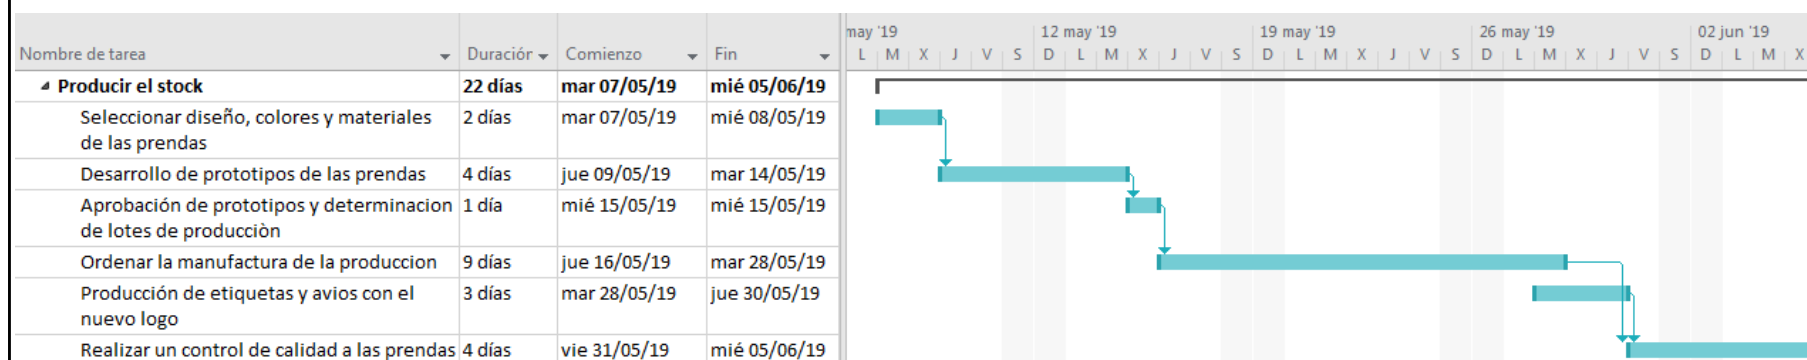 may '19 12 may '19 19 may '19 26 may '19 02 jun '19
Nombre de tarea Duración Comienzo Fin L M X J V S D L M X J V S D L M X J V S D L M X J V S D L M X
Producir el stock 22 días mar 07/05/19 mié 05/06/19
Seleccionar diseño, colores y materiales 2 días mar 07/05/19 mié 08/05/19
de las prendas
Desarrollo de prototipos de las prendas 4 días jue 09/05/19 mar 14/05/19
Aprobación de prototipos y determinacion 1 día mié 15/05/19 mié 15/05/19
de lotes de producciòn
Ordenar la manufactura de la produccion 9 días jue 16/05/19 mar 28/05/19
Producción de etiquetas y avios con el 3 días mar 28/05/19 jue 30/05/19
nuevo logo
Realizar un control de calidad a las prendas 4 días vie 31/05/19 mié 05/06/19